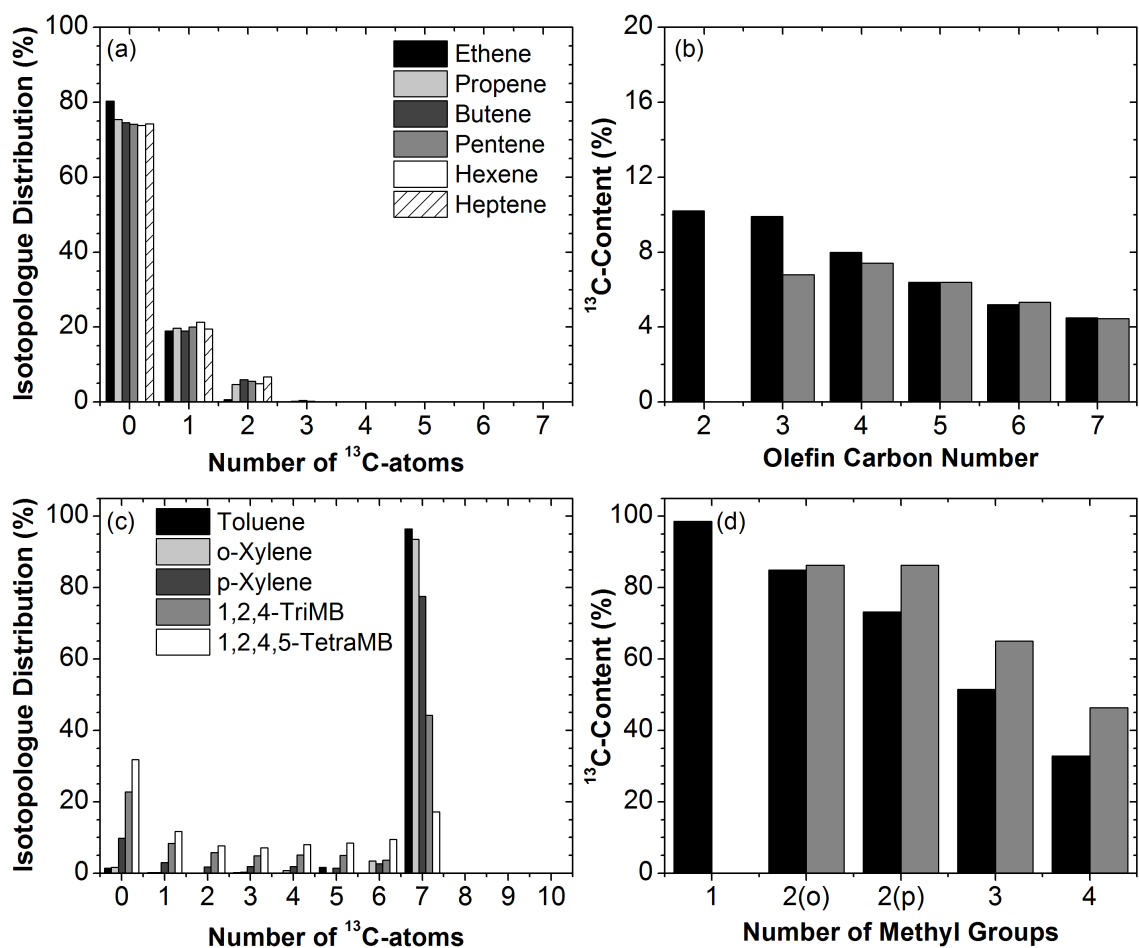 (a)
Isotopologue Distribution (%)
100
80
60
40
20
0
Ethene
Propene
Butene
Pentene
Hexene
Heptene
0 1 2 3 4 5 6 7
Number of ¹³C-atoms
(b)
¹³C-Content (%)
20
16
12
8
4
0
2 3 4 5 6 7
Olefin Carbon Number
(c)
Isotopologue Distribution (%)
100
80
60
40
20
0
Toluene
o-Xylene
p-Xylene
1,2,4-TriMB
1,2,4,5-TetraMB
0 1 2 3 4 5 6 7 8 9 10
Number of ¹³C-atoms
(d)
¹³C-Content (%)
100
80
60
40
20
0
1 2(o) 2(p) 3 4
Number of Methyl Groups